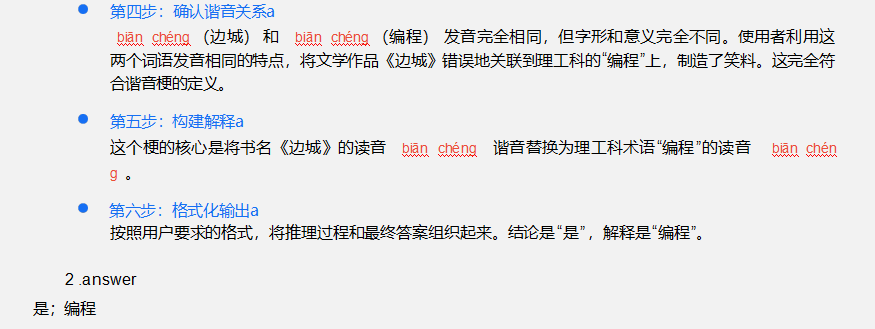 第四步：确认谐音关系a
biān chéng（边城）和 biān chéng（编程）发音完全相同，但字形和意义完全不同。使用者利用这
两个词语发音相同的特点，将文学作品《边城》错误地关联到理工科的“编程”上，制造了笑料。这完全符
合谐音梗的定义。
第五步：构建解释a
这个梗的核心是将书名《边城》的读音 biān chéng 谐音替换为理工科术语“编程”的读音 biān chén
g 。
第六步：格式化输出a
按照用户要求的格式，将推理过程和最终答案组织起来。结论是“是”，解释是“编程”。
2 .answer
是；编程